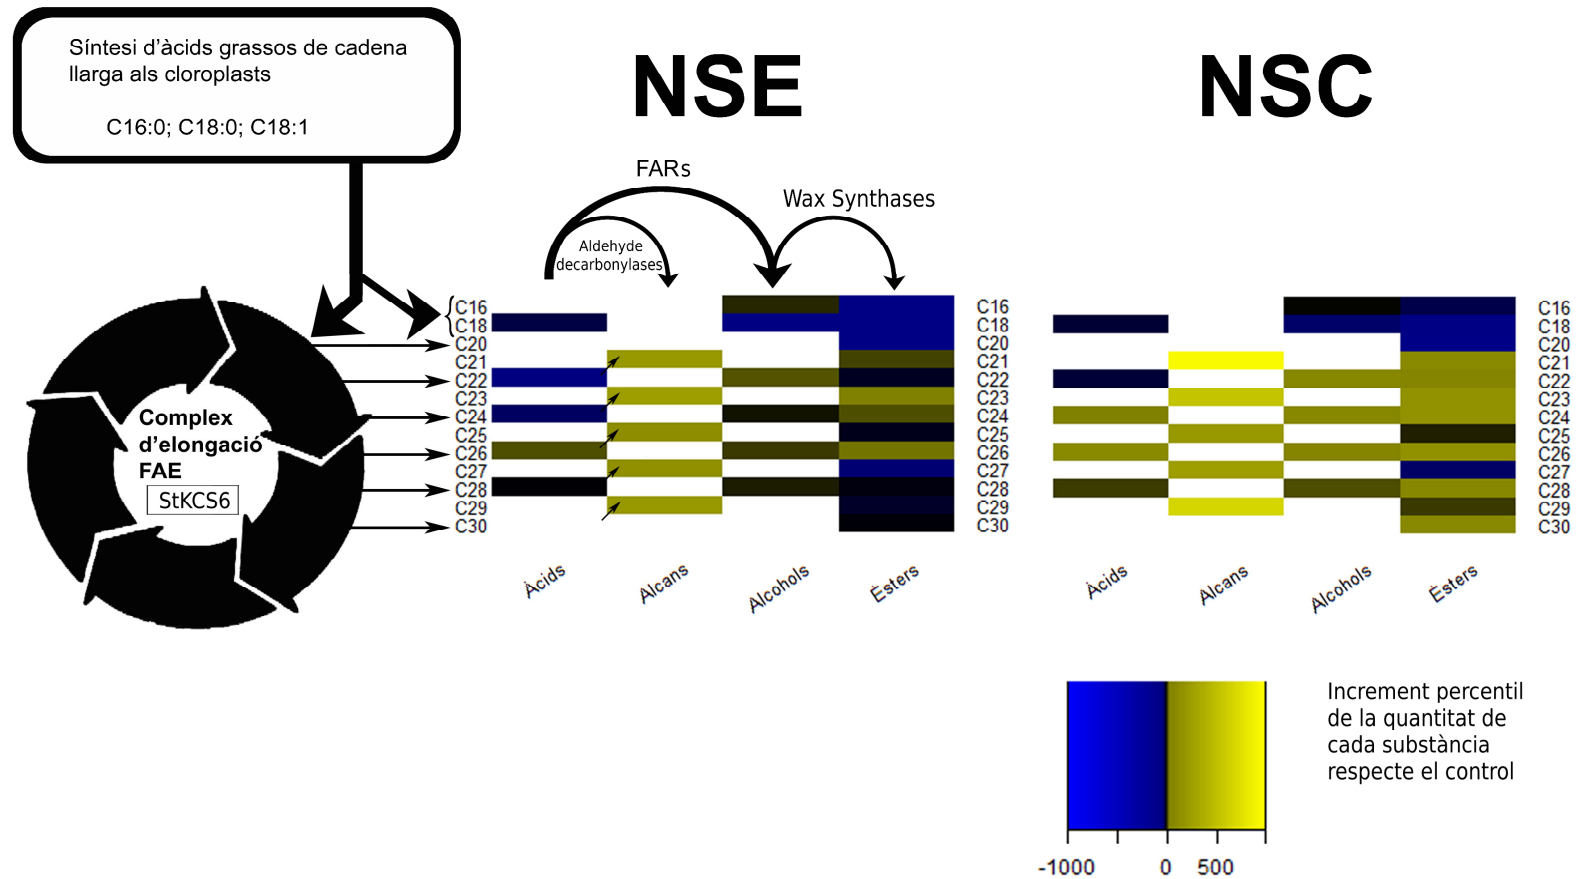 Síntesi d'àcids grassos de cadena
llarga als cloroplasts
C16:0; C18:0; C18:1
NSE
NSC
FARs
Wax Synthases
Aldehyde
decarbonylases
Complex
d'elongació
FAE
StKCS6
C16
C18
C20
C21
C22
C23
C24
C25
C26
C27
C28
C29
C30
Àcids
Alcans
Alcohols
Èsters
C16
C18
C20
C21
C22
C23
C24
C25
C26
C27
C28
C29
C30
Àcids
Alcans
Alcohols
Èsters
C16
C18
C20
C21
C22
C23
C24
C25
C26
C27
C28
C29
C30
-1000 0 500
Increment percentil
de la quantitat de
cada substància
respecte el control